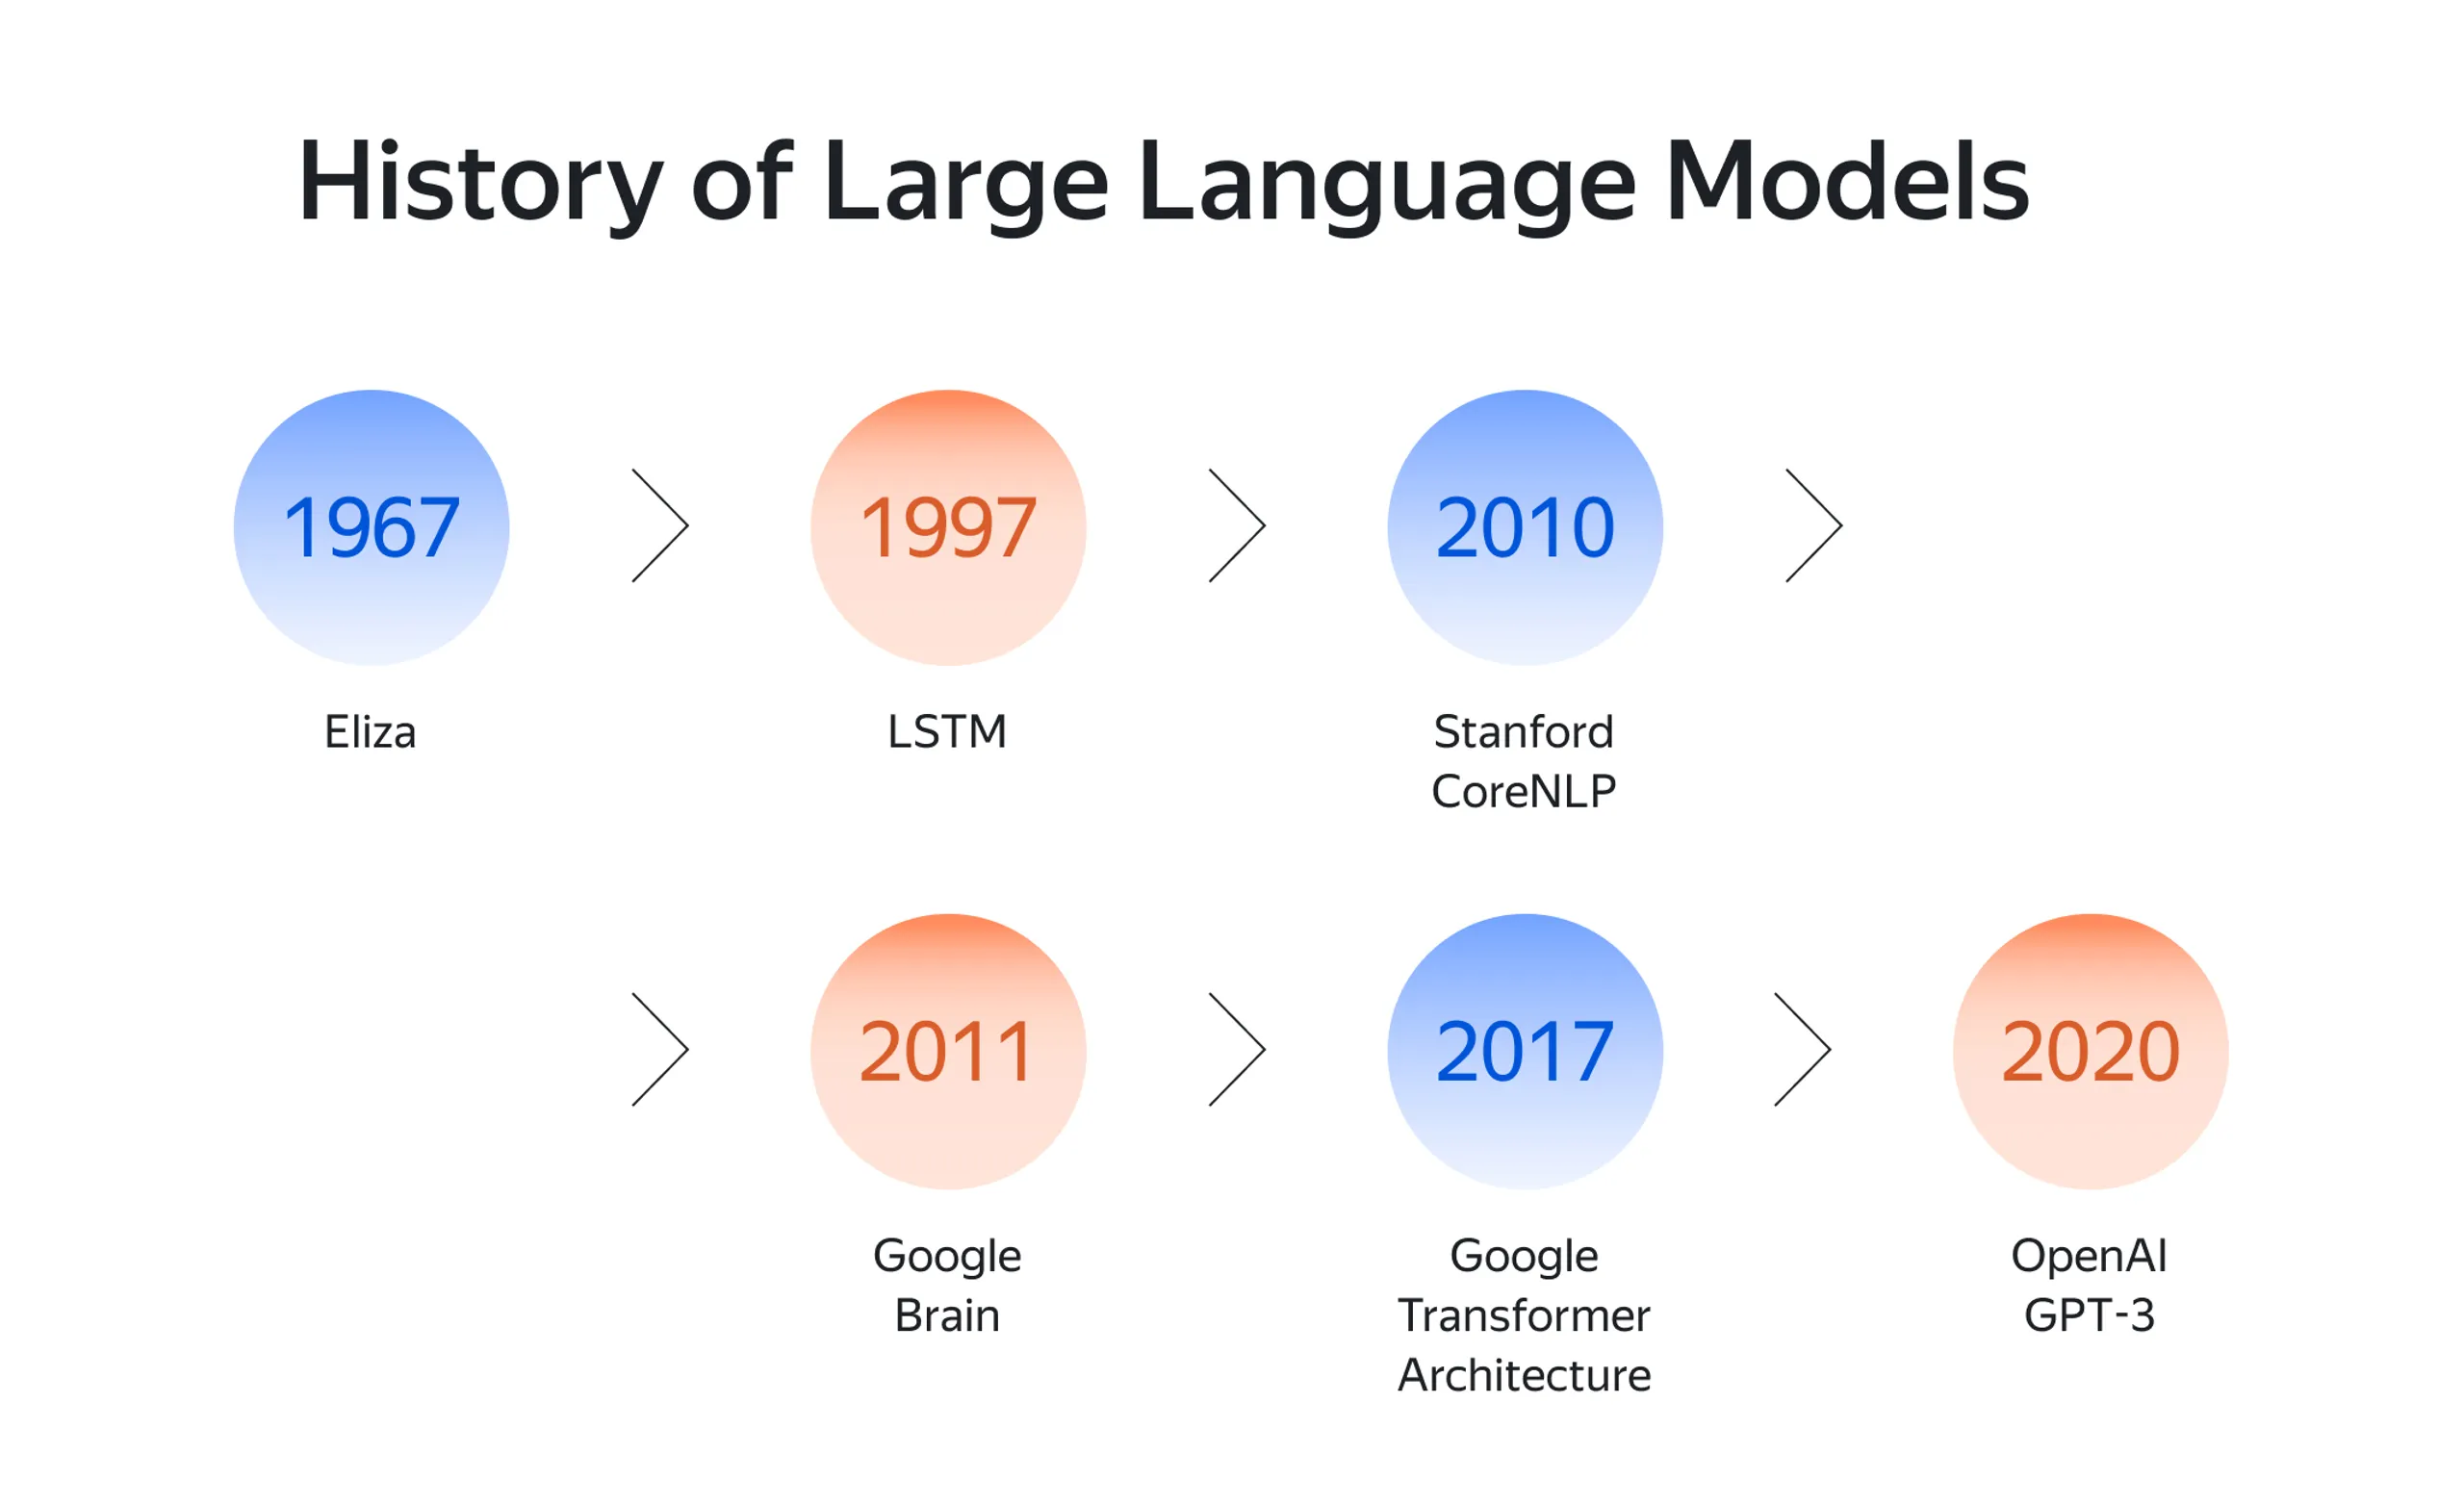 History of Large Language Models
1967
1997
2010
Eliza
LSTM
Stanford
CoreNLP
2011
2017
2020
Google
Brain
Google
Transformer
Architecture
OpenAI
GPT-3